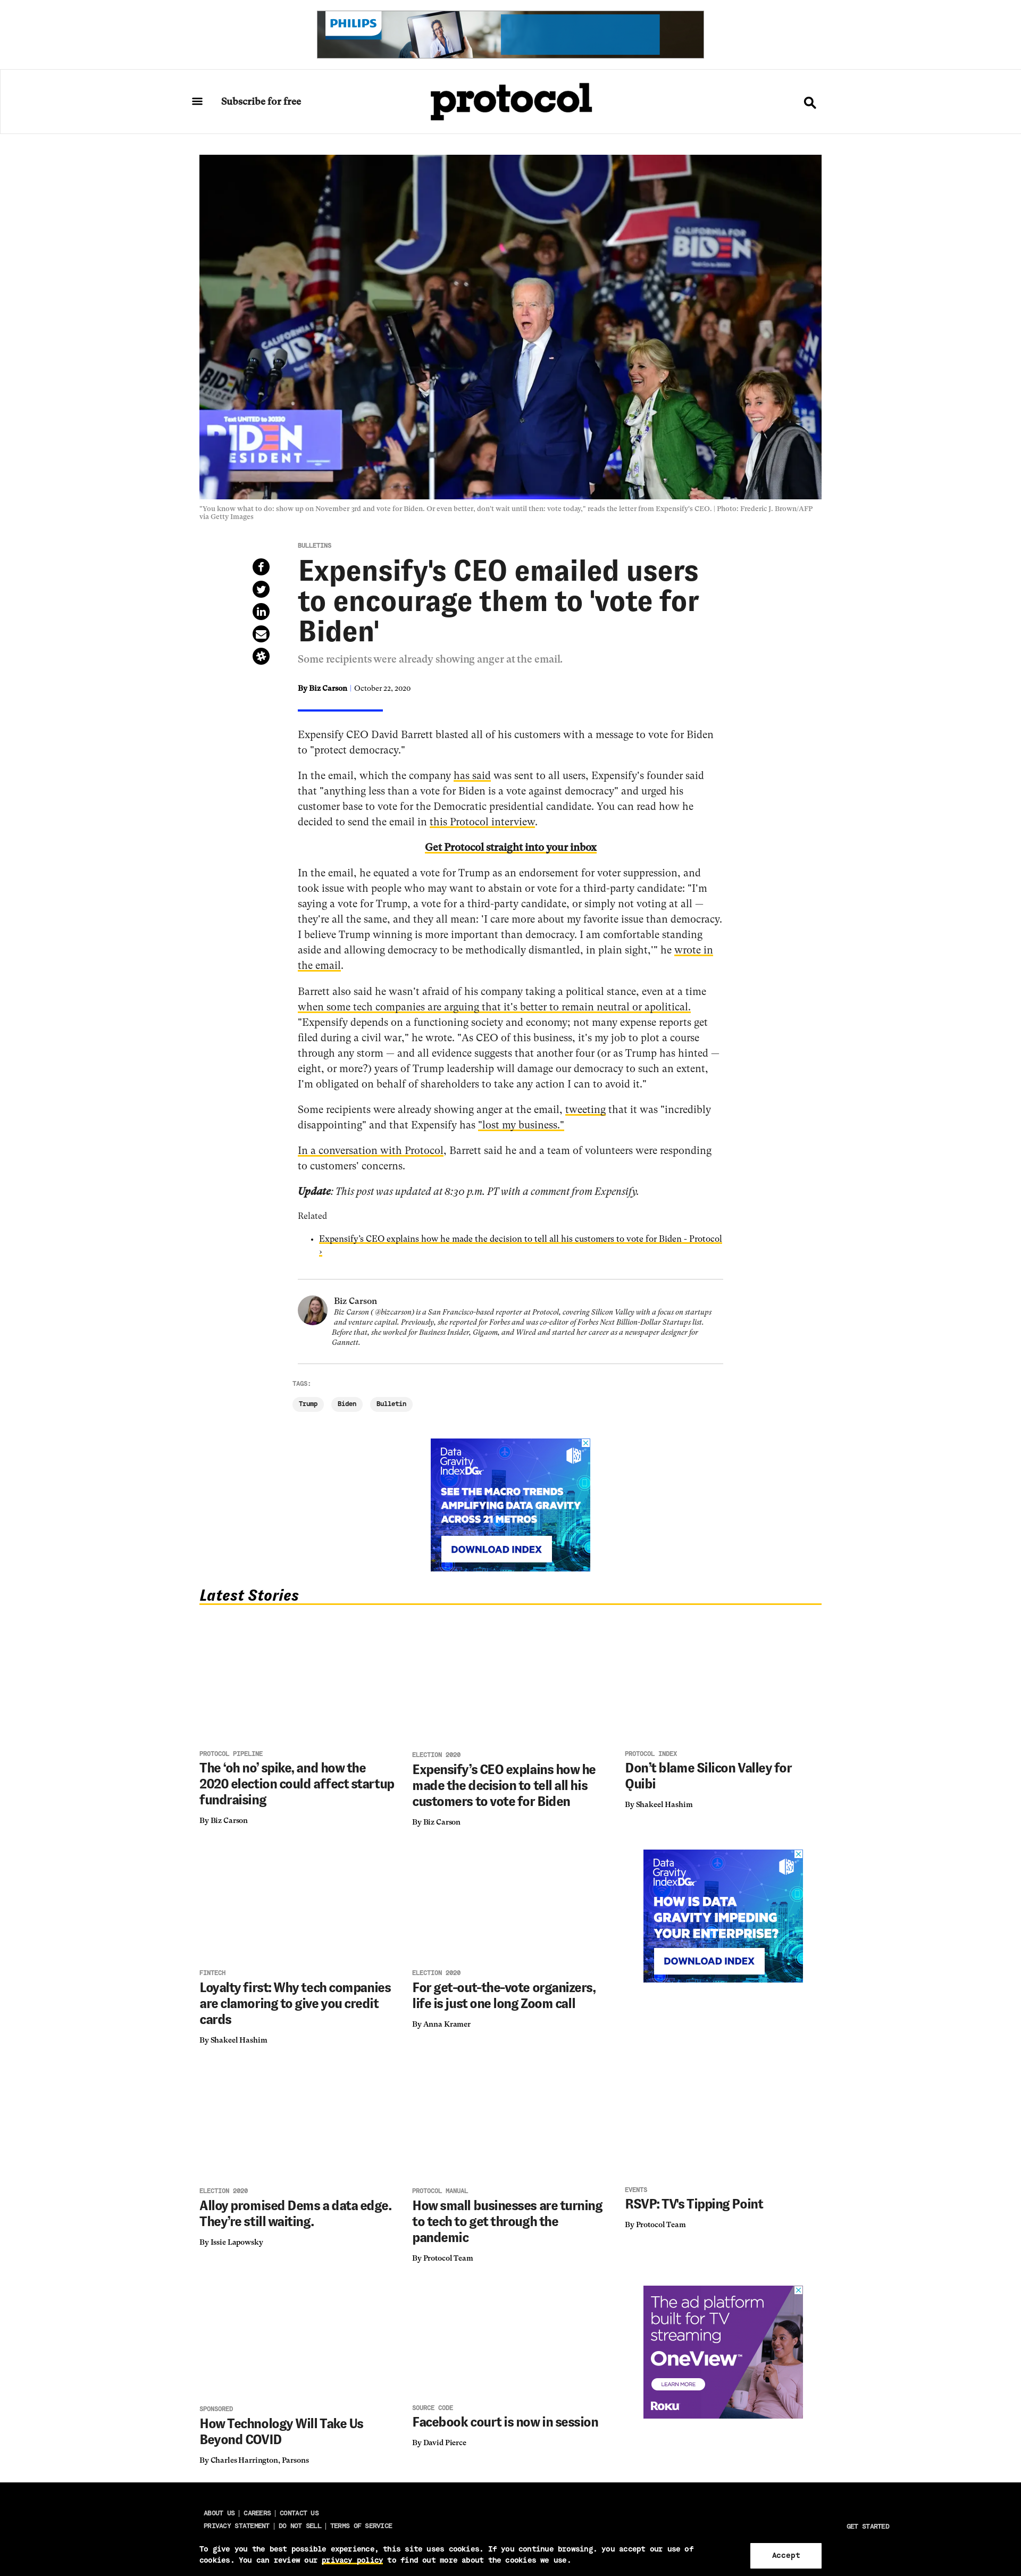 PHILIPS
Subscribe for free
protocol
JOE
CALIFORNIA FOR
BIDEN
PRESIDENT
Text UNITED to 30330
BIDEN
PRESIDENT
"You know what to do: show up on November 3rd and vote for Biden. Or even better, don't wait until then: vote today," reads the letter from Expensify's CEO. | Photo: Frederic J. Brown/AFP
via Getty Images
BULLETINS
Expensify's CEO emailed users
to encourage them to 'vote for
Biden'
Some recipients were already showing anger at the email.
By Biz Carson | October 22, 2020
Expensify CEO David Barrett blasted all of his customers with a message to vote for Biden
to "protect democracy."
In the email, which the company has said was sent to all users, Expensify's founder said
that "anything less than a vote for Biden is a vote against democracy" and urged his
customer base to vote for the Democratic presidential candidate. You can read how he
decided to send the email in this Protocol interview.
Get Protocol straight into your inbox
In the email, he equated a vote for Trump as an endorsement for voter suppression, and
took issue with people who may want to abstain or vote for a third-party candidate: "I'm
saying a vote for Trump, a vote for a third-party candidate, or simply not voting at all —
they're all the same, and they all mean: 'I care more about my favorite issue than democracy.
I believe Trump winning is more important than democracy. I am comfortable standing
aside and allowing democracy to be methodically dismantled, in plain sight,'" he wrote in
the email.
Barrett also said he wasn't afraid of his company taking a political stance, even at a time
when some tech companies are arguing that it's better to remain neutral or apolitical.
"Expensify depends on a functioning society and economy; not many expense reports get
filed during a civil war," he wrote. "As CEO of this business, it's my job to plot a course
through any storm — and all evidence suggests that another four (or as Trump has hinted —
eight, or more?) years of Trump leadership will damage our democracy to such an extent,
I'm obligated on behalf of shareholders to take any action I can to avoid it."
Some recipients were already showing anger at the email, tweeting that it was "incredibly
disappointing" and that Expensify has "lost my business."
In a conversation with Protocol, Barrett said he and a team of volunteers were responding
to customers' concerns.
Update: This post was updated at 8:30 p.m. PT with a comment from Expensify.
Related
• Expensify's CEO explains how he made the decision to tell all his customers to vote for Biden - Protocol
›
Biz Carson
Biz Carson ( @bizcarson) is a San Francisco-based reporter at Protocol, covering Silicon Valley with a focus on startups
and venture capital. Previously, she reported for Forbes and was co-editor of Forbes Next Billion-Dollar Startups list.
Before that, she worked for Business Insider, Gigaom, and Wired and started her career as a newspaper designer for
Gannett.
TAGS:
Trump Biden Bulletin
Data
Gravity
IndexDGx
SEE THE MACRO TRENDS
AMPLIFYING DATA GRAVITY
ACROSS 21 METROS
DOWNLOAD INDEX
Latest Stories
PROTOCOL PIPELINE
The 'oh no' spike, and how the
2020 election could affect startup
fundraising
By Biz Carson
ELECTION 2020
Expensify's CEO explains how he
made the decision to tell all his
customers to vote for Biden
By Biz Carson
PROTOCOL INDEX
Don't blame Silicon Valley for
Quibi
By Shakeel Hashim
Data
Gravity
IndexDGx
HOW IS DATA
GRAVITY IMPEDING
YOUR ENTERPRISE?
DOWNLOAD INDEX
FINTECH
Loyalty first: Why tech companies
are clamoring to give you credit
cards
By Shakeel Hashim
ELECTION 2020
For get-out-the-vote organizers,
life is just one long Zoom call
By Anna Kramer
ELECTION 2020
Alloy promised Dems a data edge.
They're still waiting.
By Issie Lapowsky
PROTOCOL MANUAL
How small businesses are turning
to tech to get through the
pandemic
By Protocol Team
EVENTS
RSVP: TV's Tipping Point
By Protocol Team
The ad platform
built for TV
streaming
OneView™
LEARN MORE
ROKU
SPONSORED
How Technology Will Take Us
Beyond COVID
By Charles Harrington, Parsons
SOURCE CODE
Facebook court is now in session
By David Pierce
ABOUT US | CAREERS | CONTACT US
PRIVACY STATEMENT | DO NOT SELL | TERMS OF SERVICE
GET STARTED
To give you the best possible experience, this site uses cookies. If you continue browsing. you accept our use of
cookies. You can review our privacy policy to find out more about the cookies we use.
Accept